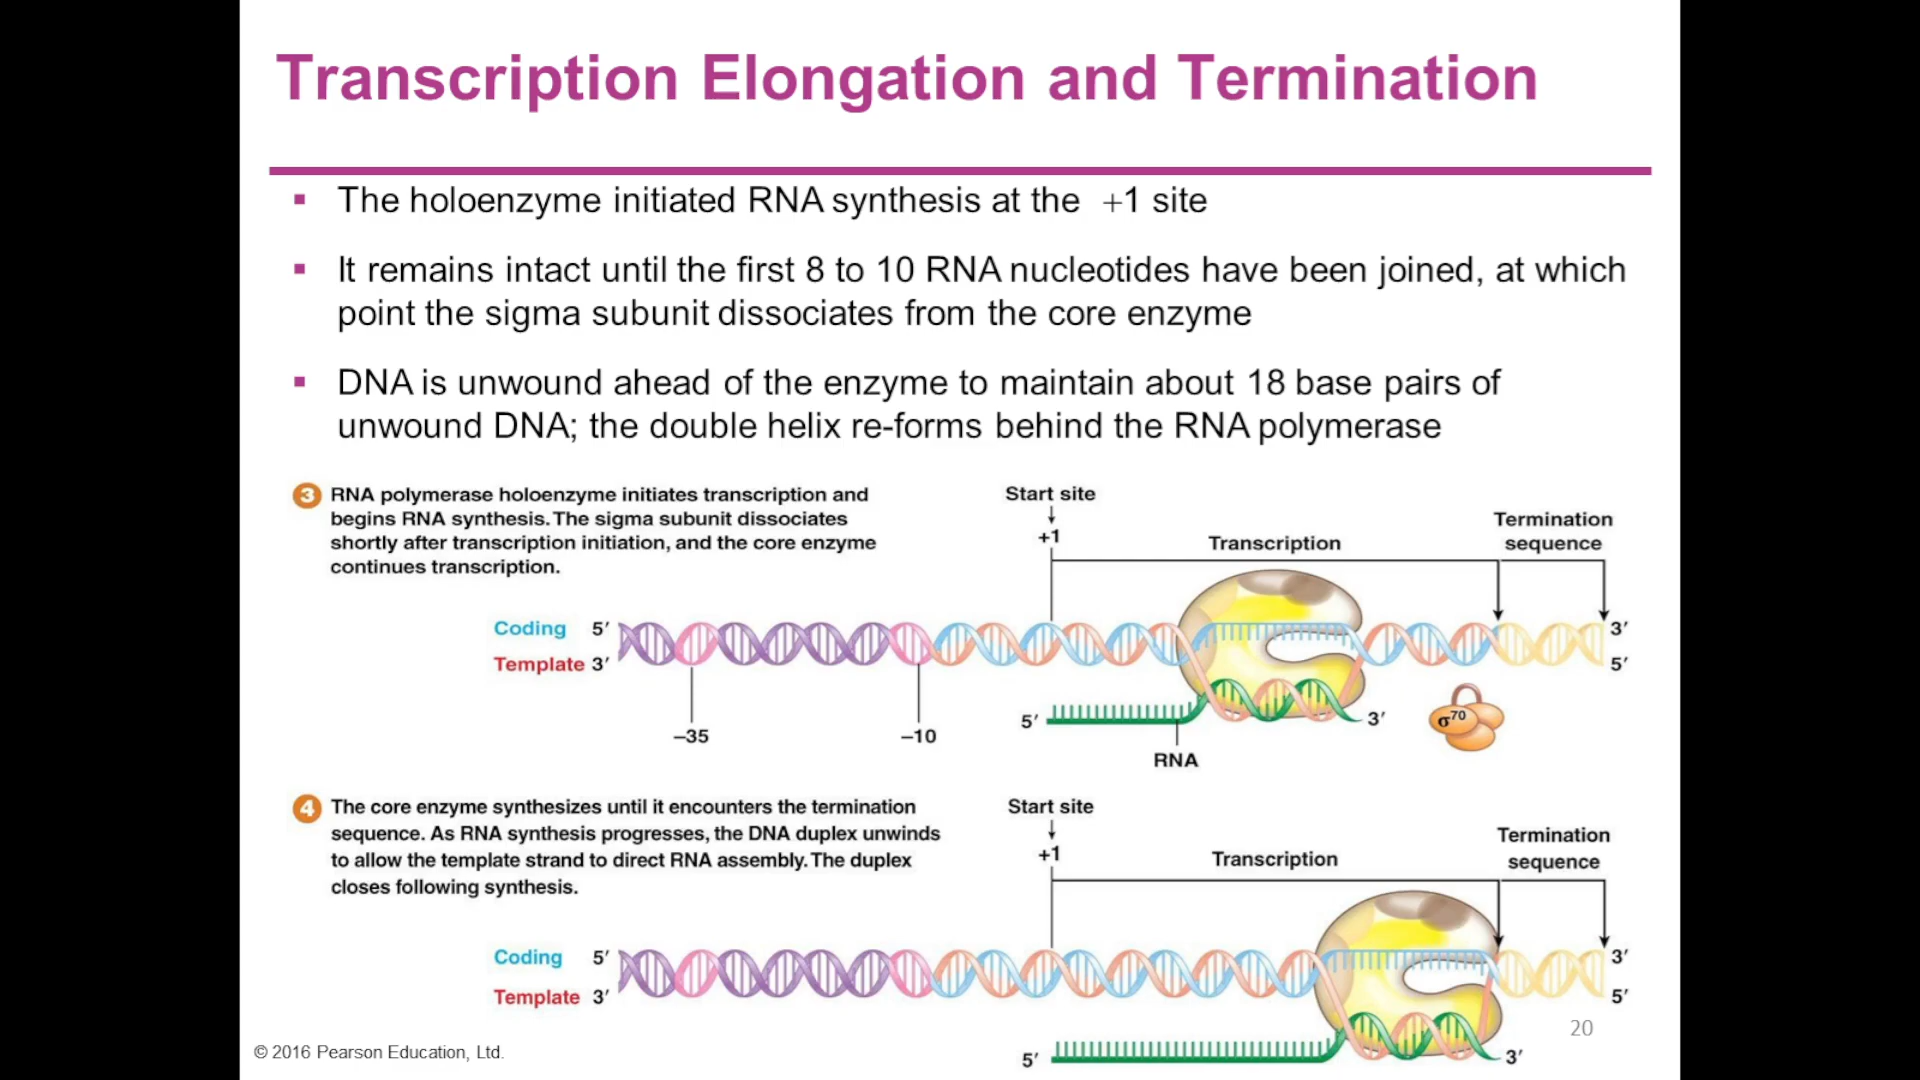 Transcription Elongation and Termination
The holoenzyme initiated RNA synthesis at the +1 site
It remains intact until the first 8 to 10 RNA nucleotides have been joined, at which
point the sigma subunit dissociates from the core enzyme
DNA is unwound ahead of the enzyme to maintain about 18 base pairs of
unwound DNA; the double helix re-forms behind the RNA polymerase
3 RNA polymerase holoenzyme initiates transcription and
begins RNA synthesis. The sigma subunit dissociates
shortly after transcription initiation, and the core enzyme
continues transcription.
Start site
+1
Transcription
Termination
sequence
Coding 5′
Template 3′
3′
5′
–35
–10
5′
3′
RNA
σ70
4 The core enzyme synthesizes until it encounters the termination
sequence. As RNA synthesis progresses, the DNA duplex unwinds
to allow the template strand to direct RNA assembly. The duplex
closes following synthesis.
Start site
+1
Transcription
Termination
sequence
Coding 5′
Template 3′
3′
5′
5′
3′
20
© 2016 Pearson Education, Ltd.